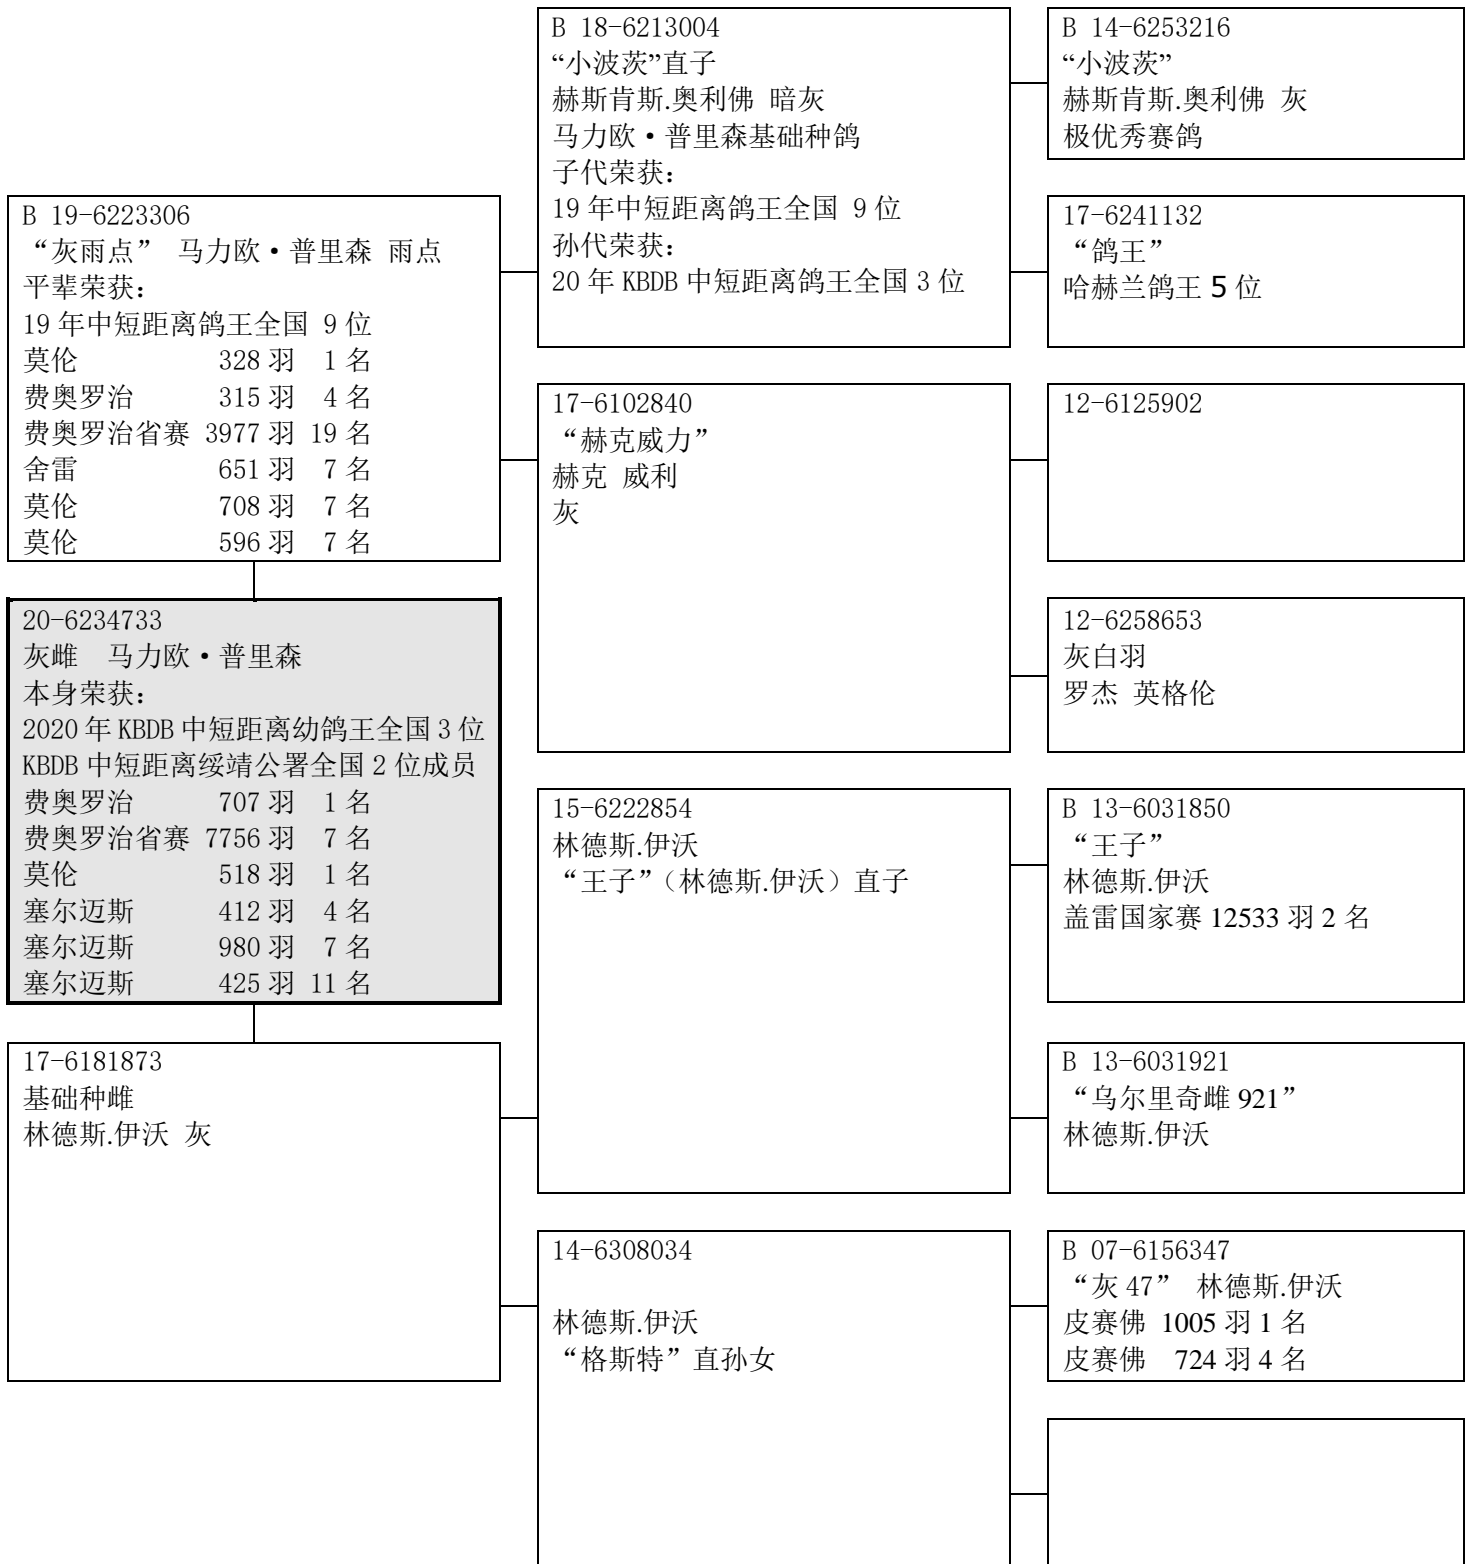 B 19-6223306
“灰雨点” 马力欧·普里森 雨点
平辈荣获：
19 年中短距离鸽王全国 9 位
莫伦 328 羽 1 名
费奥罗治 315 羽 4 名
费奥罗治省赛 3977 羽 19 名
舍雷 651 羽 7 名
莫伦 708 羽 7 名
莫伦 596 羽 7 名
20-6234733
灰雌 马力欧·普里森
本身荣获：
2020 年 KBDB 中短距离幼鸽王全国 3 位
KBDB 中短距离绥靖公署全国 2 位成员
费奥罗治 707 羽 1 名
费奥罗治省赛 7756 羽 7 名
莫伦 518 羽 1 名
塞尔迈斯 412 羽 4 名
塞尔迈斯 980 羽 7 名
塞尔迈斯 425 羽 11 名
17-6181873
基础种雌
林德斯.伊沃 灰
B 18-6213004
“小波茨”直子
赫斯肯斯.奥利佛 暗灰
马力欧·普里森基础种鸽
子代荣获：
19 年中短距离鸽王全国 9 位
孙代荣获：
20 年 KBDB 中短距离鸽王全国 3 位
17-6102840
“赫克威力”
赫克 威利
灰
15-6222854
林德斯.伊沃
“王子”（林德斯.伊沃）直子
14-6308034
林德斯.伊沃
“格斯特”直孙女
B 14-6253216
“小波茨”
赫斯肯斯.奥利佛 灰
极优秀赛鸽
17-6241132
“鸽王”
哈赫兰鸽王 5 位
12-6125902
12-6258653
灰白羽
罗杰 英格伦
B 13-6031850
“王子”
林德斯.伊沃
盖雷国家赛 12533 羽 2 名
B 13-6031921
“乌尔里奇雌 921”
林德斯.伊沃
B 07-6156347
“灰 47” 林德斯.伊沃
皮赛佛 1005 羽 1 名
皮赛佛 724 羽 4 名